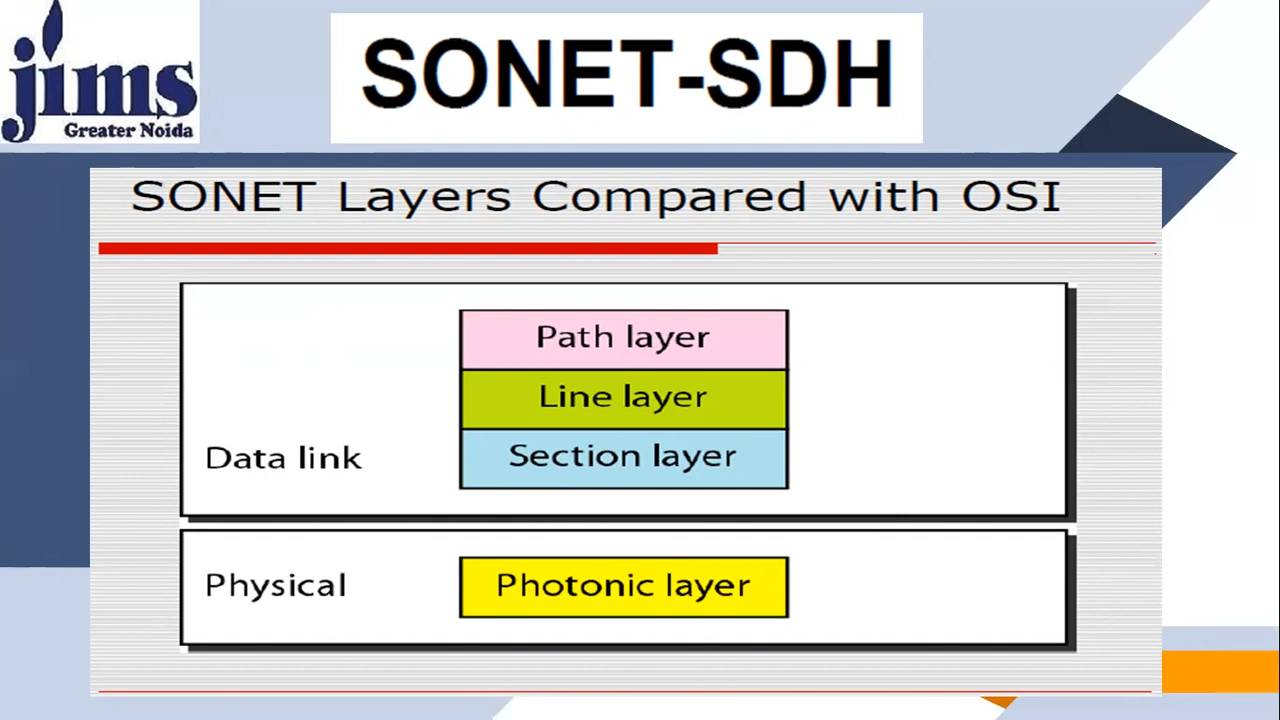 jims
Greater Noida
SONET-SDH
SONET Layers Compared with OSI
Path layer
Line layer
Section layer
Data link
Physical
Photonic layer